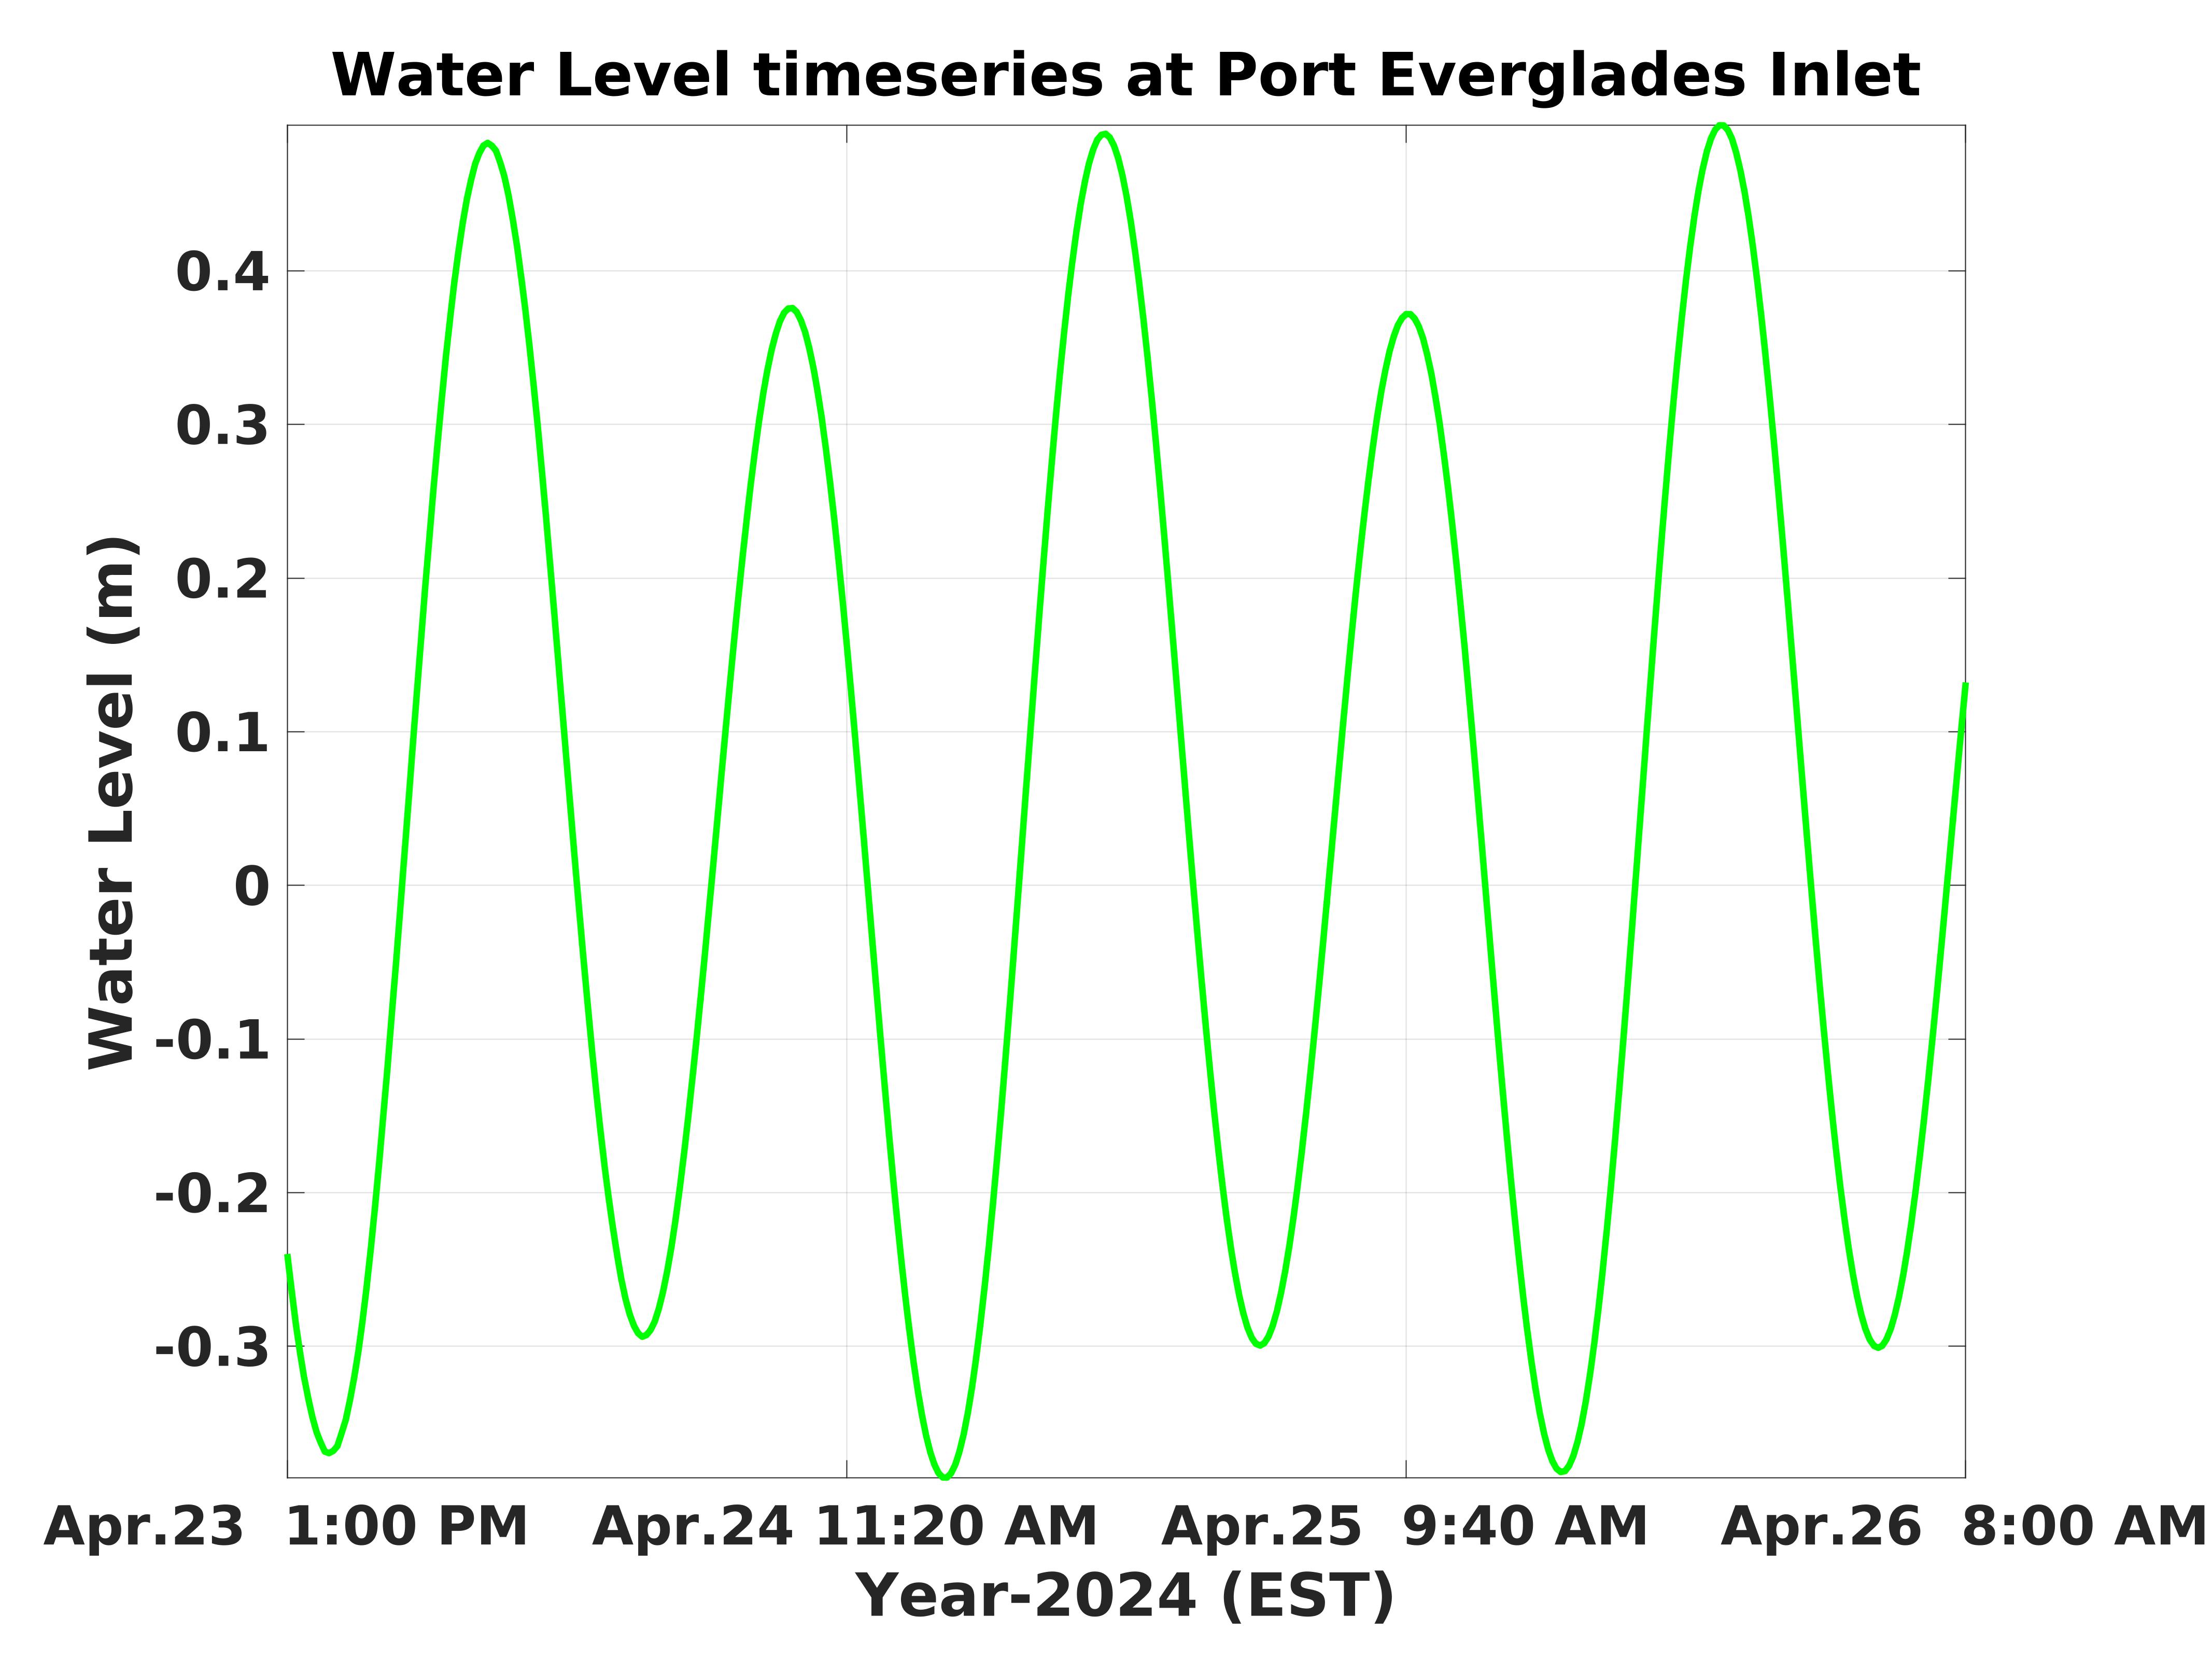 Water Level timeseries at Port Everglades Inlet
Water Level (m)
0.4
0.3
0.2
0.1
0
-0.1
-0.2
-0.3
Apr.23 1:00 PM Apr.24 11:20 AM Apr.25 9:40 AM Apr.26 8:00 AM
Year-2024 (EST)